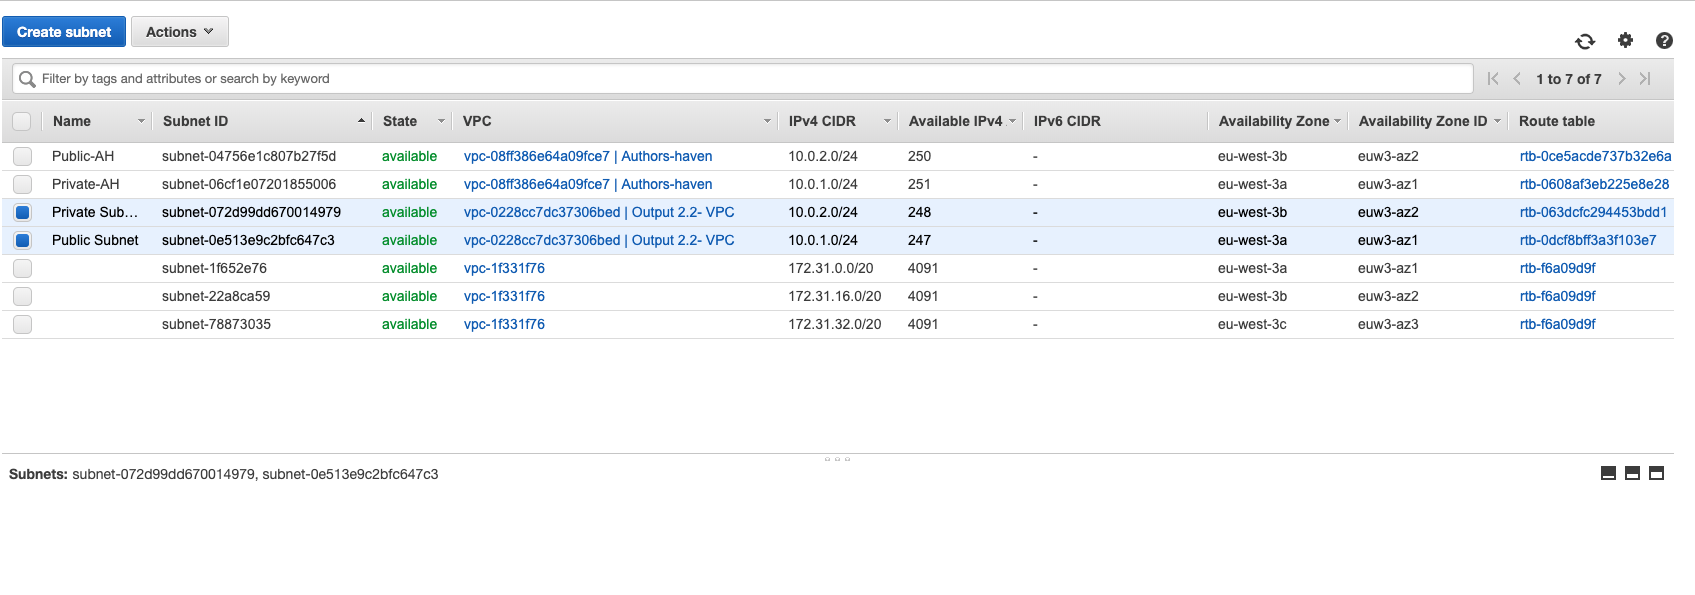 Create subnet Actions
Filter by tags and attributes or search by keyword 1 to 7 of 7
Name Subnet ID State VPC IPv4 CIDR Available IPv4 IPv6 CIDR Availability Zone Availability Zone ID Route table
Public-AH subnet-04756e1c807b27f5d available vpc-08ff386e64a09fce7 | Authors-haven 10.0.2.0/24 250 - eu-west-3b euw3-az2 rtb-0ce5acde737b32e6a
Private-AH subnet-06cf1e07201855006 available vpc-08ff386e64a09fce7 | Authors-haven 10.0.1.0/24 251 - eu-west-3a euw3-az1 rtb-0608af3eb225e8e28
Private Sub... subnet-072d99dd670014979 available vpc-0228cc7dc37306bed | Output 2.2- VPC 10.0.2.0/24 248 - eu-west-3b euw3-az2 rtb-063dcfc294453bdd1
Public Subnet subnet-0e513e9c2bfc647c3 available vpc-0228cc7dc37306bed | Output 2.2- VPC 10.0.1.0/24 247 - eu-west-3a euw3-az1 rtb-0dcf8bff3a3f103e7
subnet-1f652e76 available vpc-1f331f76 172.31.0.0/20 4091 - eu-west-3a euw3-az1 rtb-f6a09d9f
subnet-22a8ca59 available vpc-1f331f76 172.31.16.0/20 4091 - eu-west-3b euw3-az2 rtb-f6a09d9f
subnet-78873035 available vpc-1f331f76 172.31.32.0/20 4091 - eu-west-3c euw3-az3 rtb-f6a09d9f
Subnets: subnet-072d99dd670014979, subnet-0e513e9c2bfc647c3